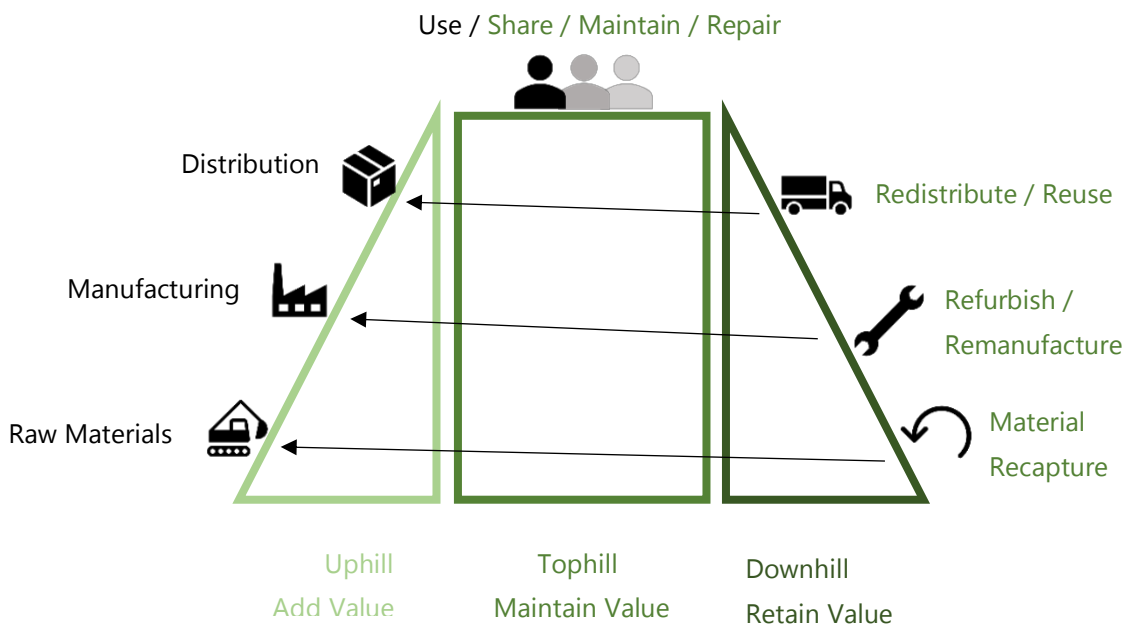 Use / Share / Maintain / Repair
Distribution
Redistribute / Reuse
Manufacturing
Refurbish /
Remanufacture
Raw Materials
Material
Recapture
Uphill
Add Value
Tophill
Maintain Value
Downhill
Retain Value